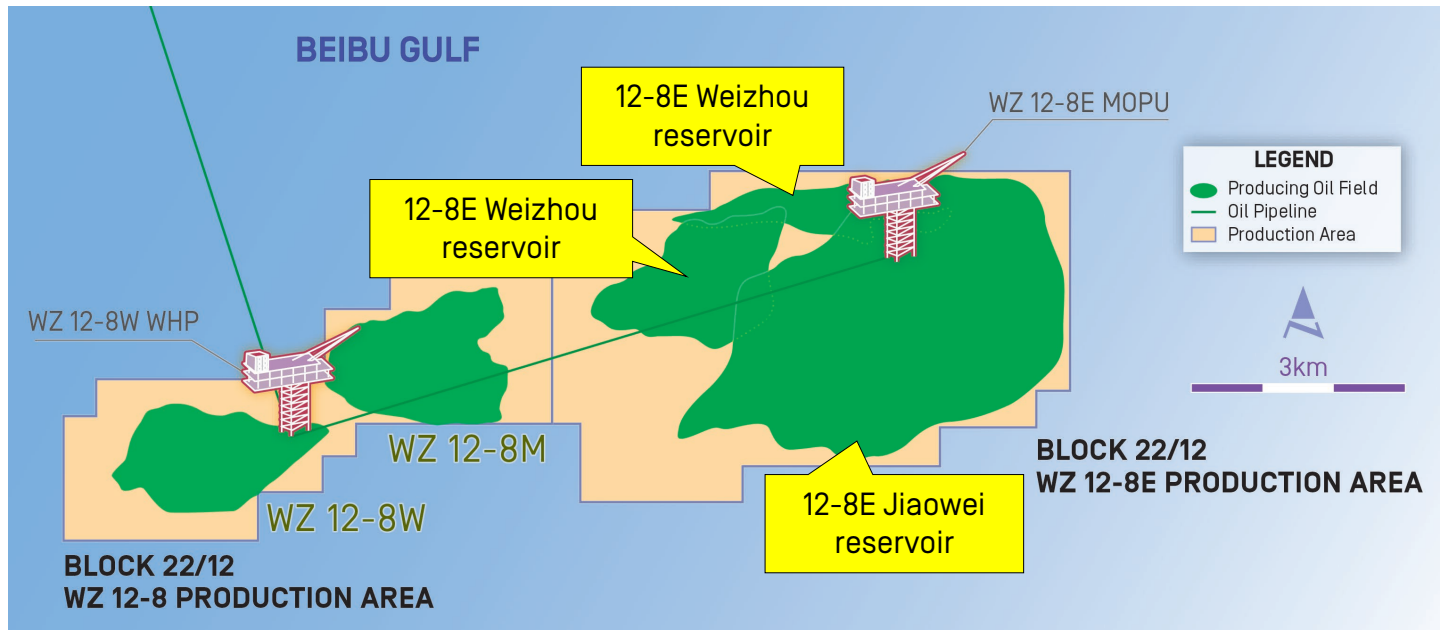 BEIBU GULF
12-8E Weizhou
reservoir
WZ 12-8E MOPU
LEGEND
Producing Oil Field
Oil Pipeline
Production Area
12-8E Weizhou
reservoir
WZ 12-8W WHP
3km
WZ 12-8M
BLOCK 22/12
WZ 12-8E PRODUCTION AREA
12-8E Jiaowei
reservoir
WZ 12-8W
BLOCK 22/12
WZ 12-8 PRODUCTION AREA